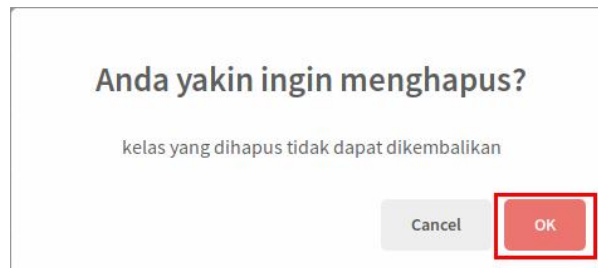 Anda yakin ingin menghapus?
kelas yang dihapus tidak dapat dikembalikan
Cancel
OK